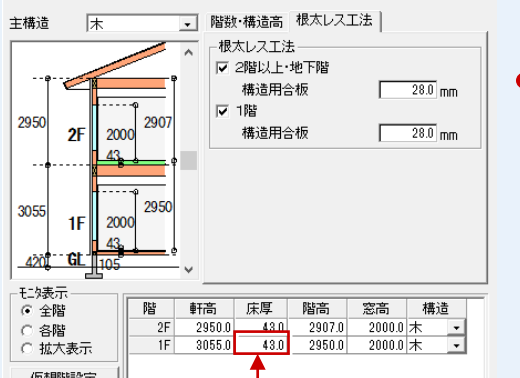 主構造 木
階数・構造高 根太レス工法
根太レス工法
2階以上・地下階
構造用合板 28.0 mm
1階
構造用合板 28.0 mm
2950 2F 2000 2907
43
3055 1F 2000 2950
43
420 GL 105
モニタ表示
全階
各階
拡大表示
階 軒高 床厚 階高 窓高 構造
2F 2950.0 43.0 2907.0 2000.0 木
1F 3055.0 43.0 2950.0 2000.0 木